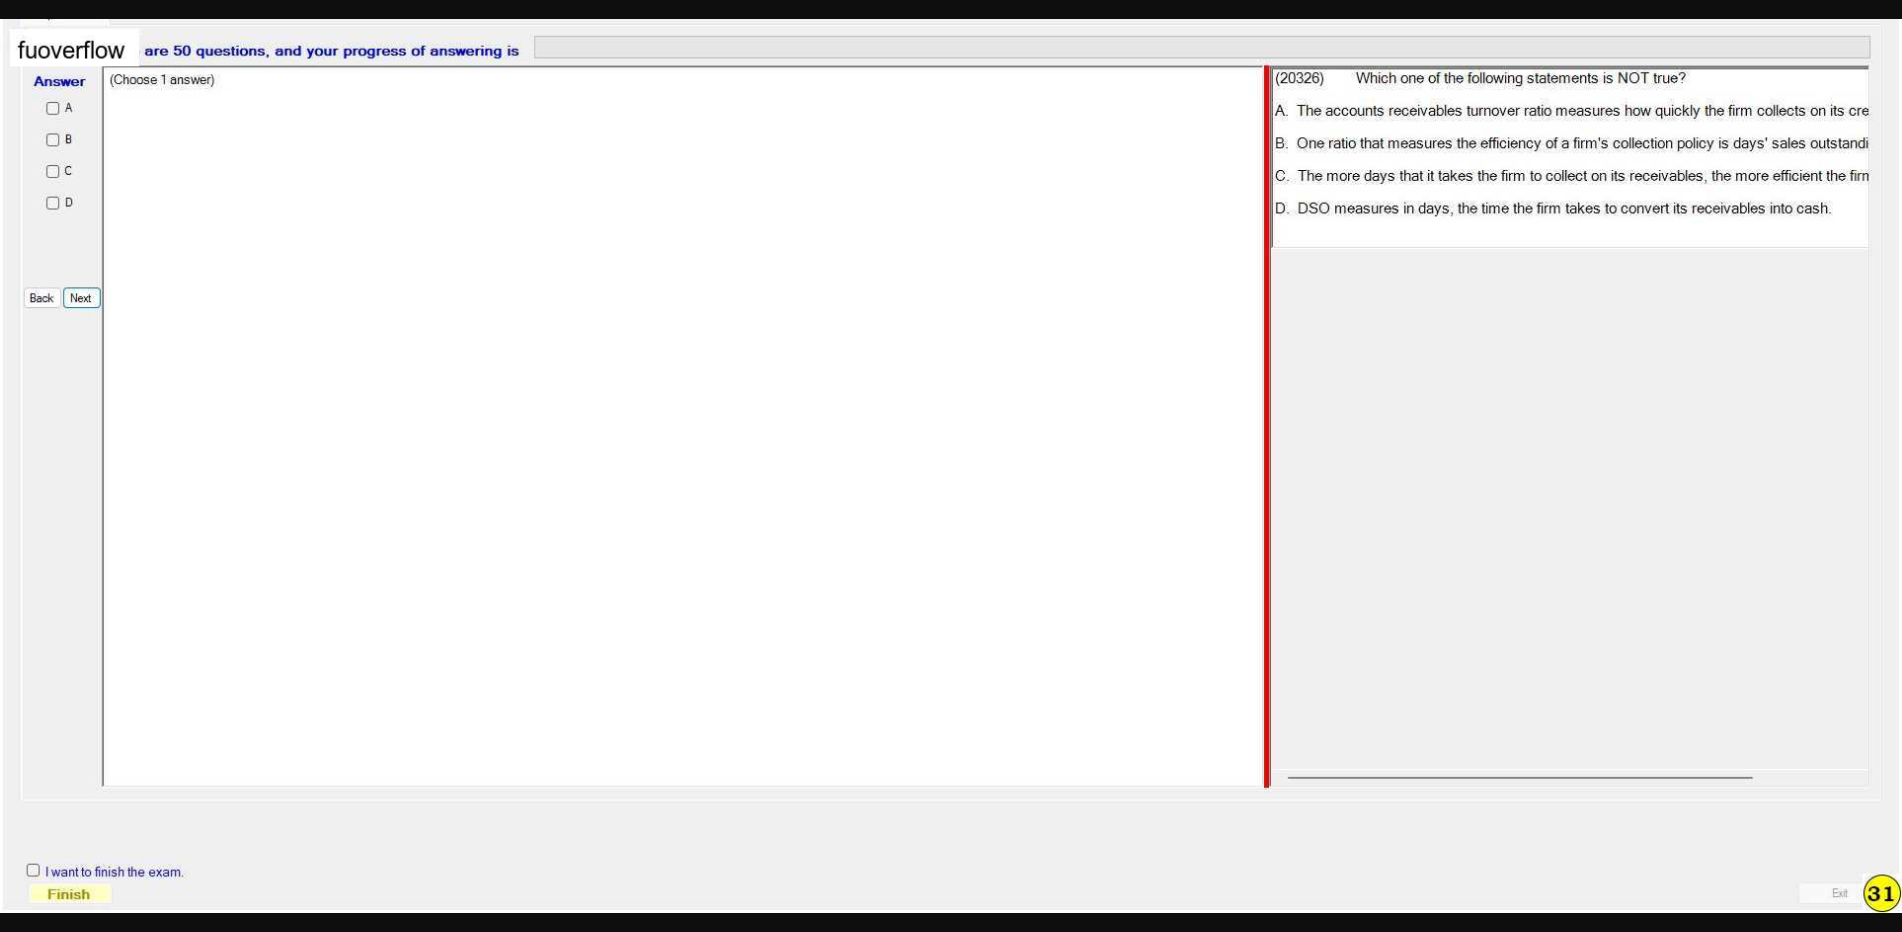 fuoverflow are 50 questions, and your progress of answering is
Answer
(Choose 1 answer)
A
B
C
D
Back Next
(20326) Which one of the following statements is NOT true?
A. The accounts receivables turnover ratio measures how quickly the firm collects on its cre
B. One ratio that measures the efficiency of a firm's collection policy is days' sales outstandi
C. The more days that it takes the firm to collect on its receivables, the more efficient the firm
D. DSO measures in days, the time the firm takes to convert its receivables into cash.
I want to finish the exam.
Finish
Exit 31